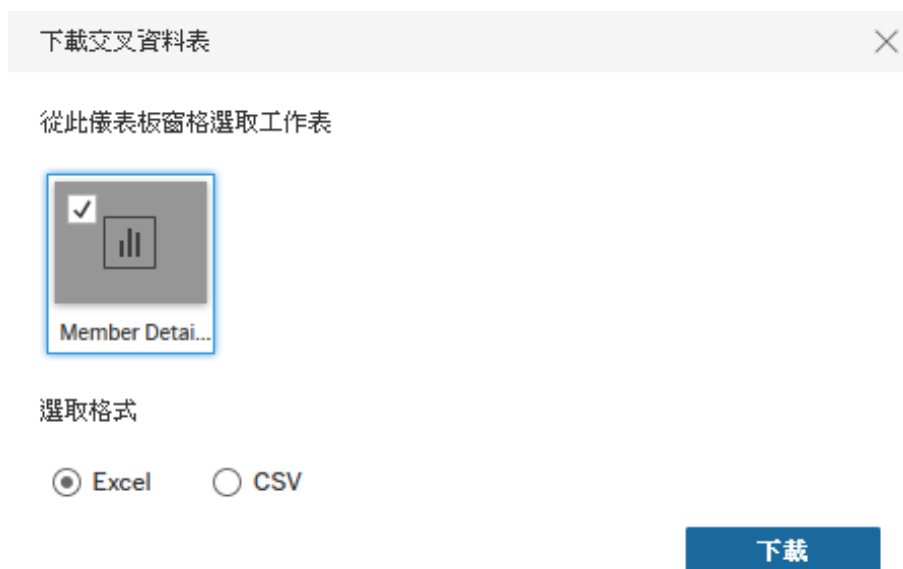 下載交叉資料表
從此儀表板窗格選取工作表
Member Detai...
選取格式
Excel
CSV
下載